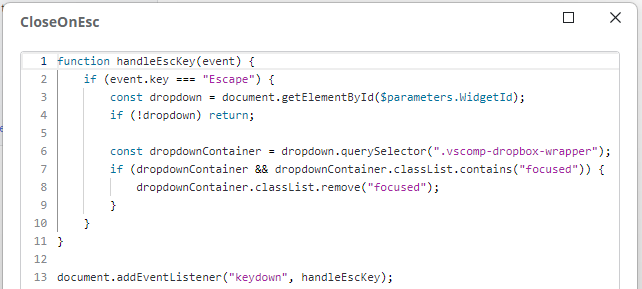 CloseOnEsc
1 function handleEscKey(event) {
2 if (event.key === "Escape") {
3 const dropdown = document.getElementById($parameters.WidgetId);
4 if (!dropdown) return;
5
6 const dropdownContainer = dropdown.querySelector(".vscomp-dropbox-wrapper");
7 if (dropdownContainer && dropdownContainer.classList.contains("focused")) {
8 dropdownContainer.classList.remove("focused");
9 }
10 }
11 }
12
13 document.addEventListener("keydown", handleEscKey);